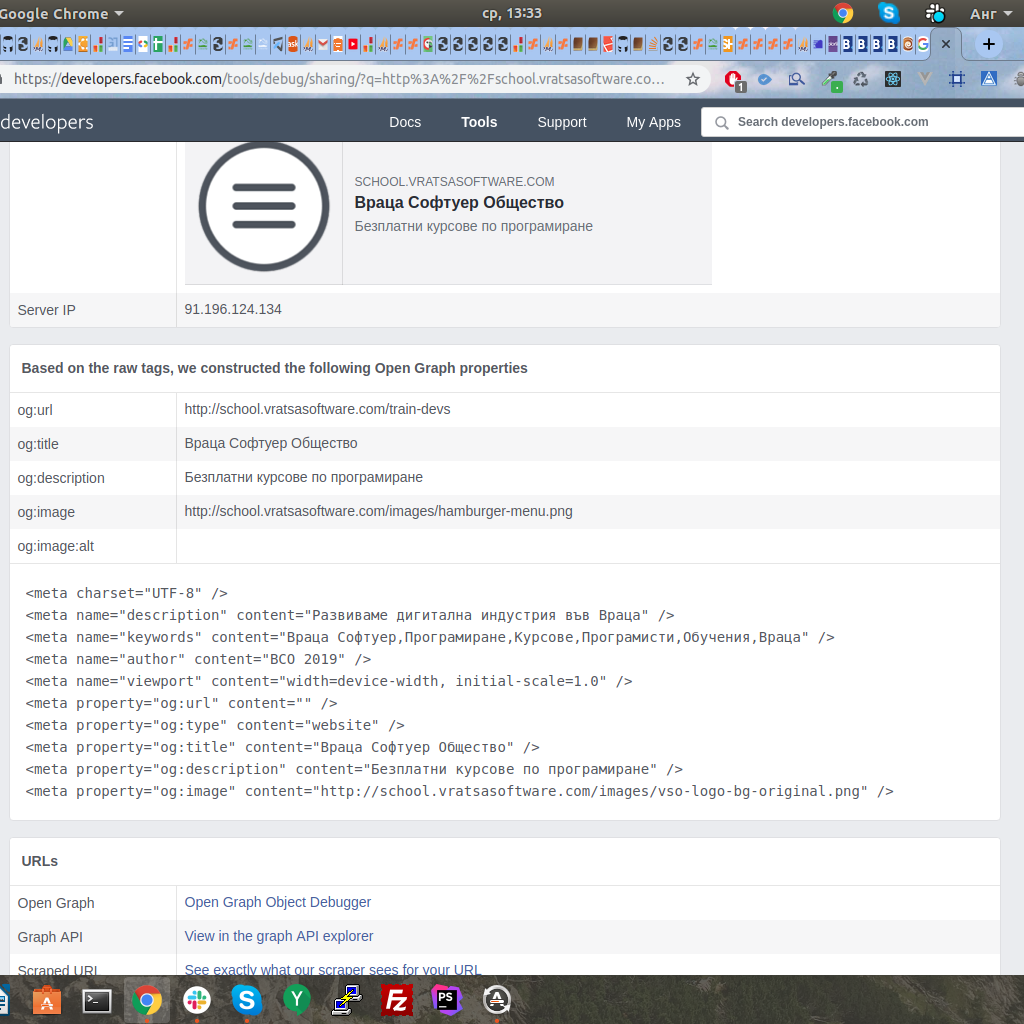 Google Chrome
ср, 13:33
Анг
https://developers.facebook.com/tools/debug/sharing/?q=http%3A%2F%2Fschool.vratsasoftware.co...
1
developers
Docs
Tools
Support
My Apps
Search developers.facebook.com
SCHOOL.VRATSASOFTWARE.COM
Враца Софтуер Общество
Безплатни курсове по програмиране
Server IP
91.196.124.134
Based on the raw tags, we constructed the following Open Graph properties
og:url
http://school.vratsasoftware.com/train-devs
og:title
Враца Софтуер Общество
og:description
Безплатни курсове по програмиране
og:image
http://school.vratsasoftware.com/images/hamburger-menu.png
og:image:alt
<meta charset="UTF-8" />
<meta name="description" content="Развиваме дигитална индустрия във Враца" />
<meta name="keywords" content="Враца Софтуер,Програмиране,Курсове,Програмисти,Обучения,Враца" />
<meta name="author" content="ВСО 2019" />
<meta name="viewport" content="width=device-width, initial-scale=1.0" />
<meta property="og:url" content="" />
<meta property="og:type" content="website" />
<meta property="og:title" content="Враца Софтуер Общество" />
<meta property="og:description" content="Безплатни курсове по програмиране" />
<meta property="og:image" content="http://school.vratsasoftware.com/images/vso-logo-bg-original.png" />
URLs
Open Graph
Open Graph Object Debugger
Graph API
View in the graph API explorer
Scraped URL
See exactly what our scraper sees for your URL